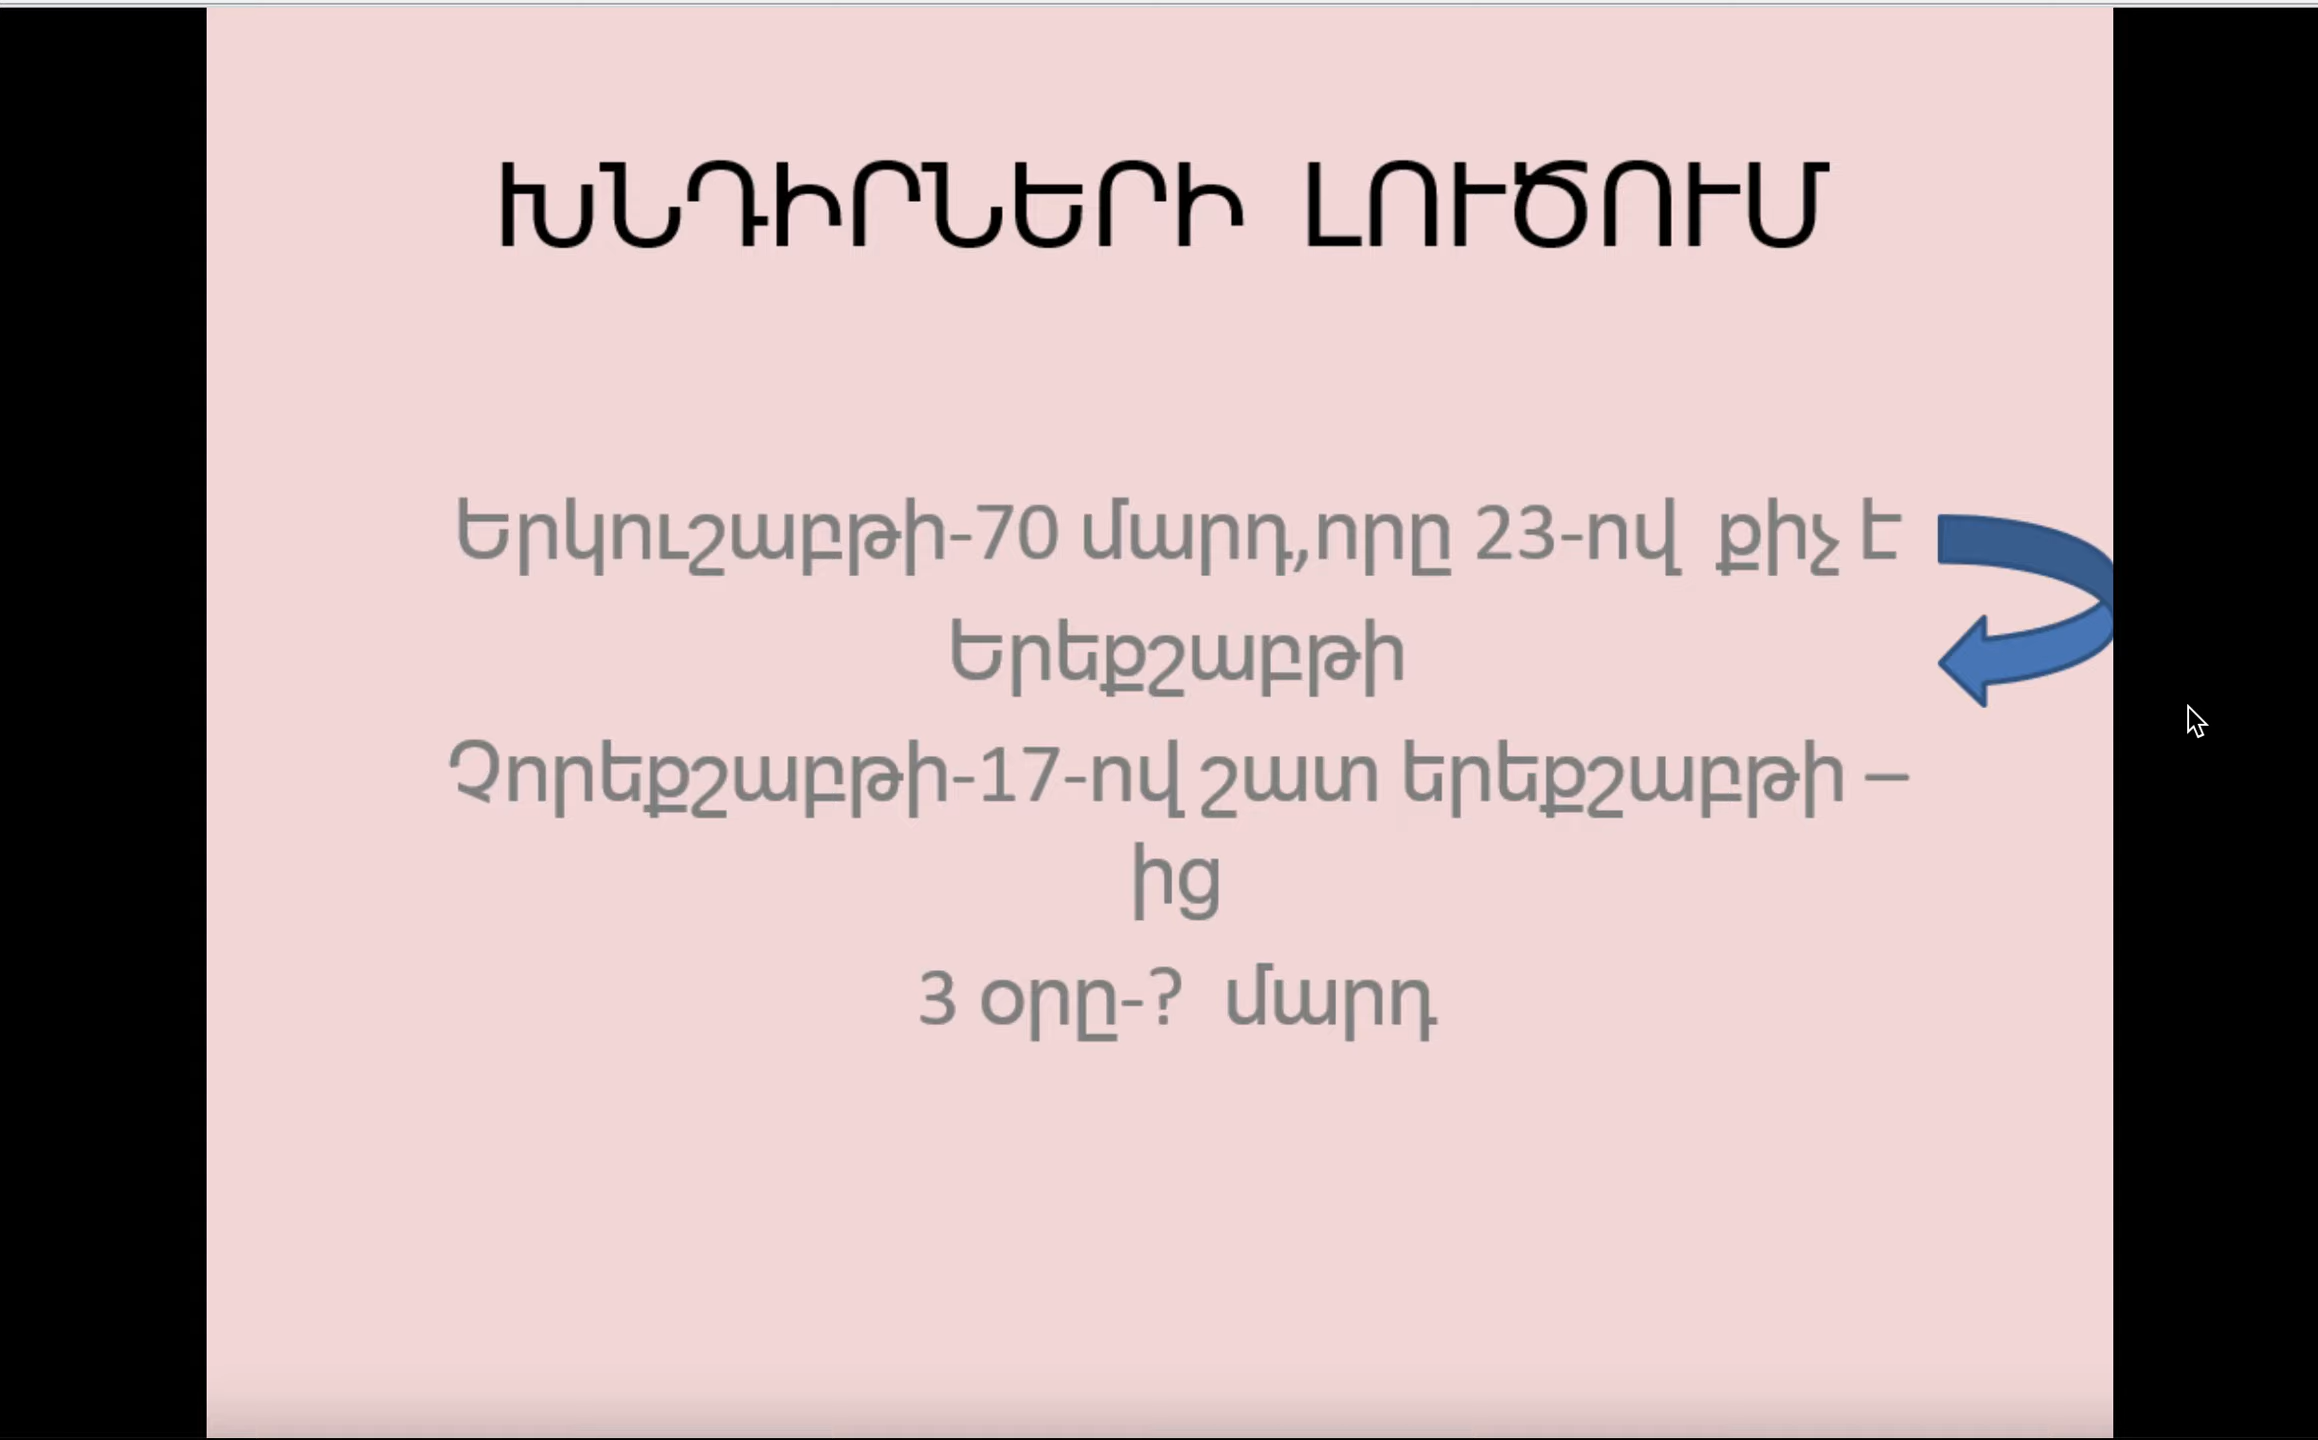 ԽՆԴԻՐՆԵՐԻ ԼՈՒԾՈՒՄ
Երկուշաբթի-70 մարդ,որը 23-ով քիչ է
Երեքշաբթի
Չորեքշաբթի-17-ով շատ երեքշաբթի –
ից
3 օրը-? մարդ